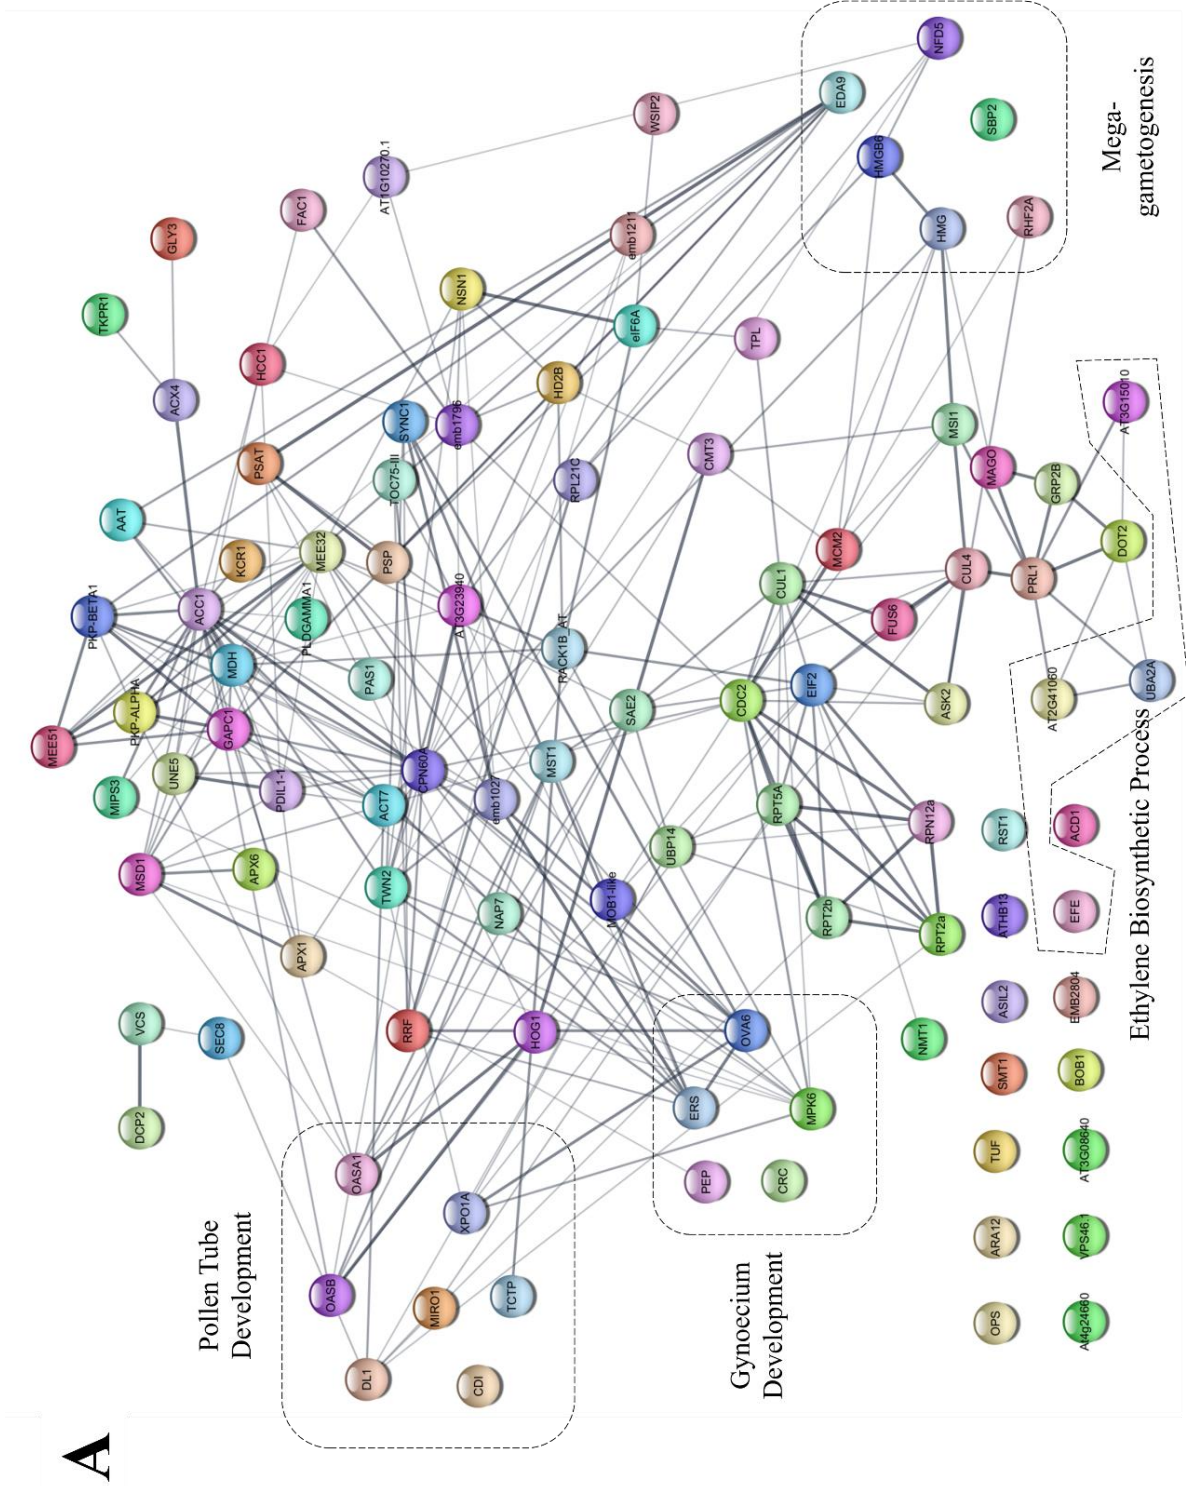 A
MEE51
PKP-BETA1
TKPR1
MIPS3
AAT
PKP-ALPHA
DCP2
VCS
MSD1
GLY3
ACX4
UNE5
ACC1
Pollen Tube
Development
SEC8
GAPC1
MDH
KCR1
APX6
PSAT
HCC1
PDIL1-1
APX1
PLDGAMMA1
FAC1
MEE32
OASB
OASA1
DL1
PAS1
ACT7
TWN2
PSP
AT1G10270.1
TOC75-III
SYNC1
RRF
CPN60A
MIRO1
emb1796
AT3G23940
NSN1
XPO1A
CDI
emb1027
NAP7
TCTP
HOG1
MST1
HD2B
RACK1B_AT
RPL21C
MOB1-like
SAE2
emb1211
eIF6A
WSIP2
UBP14
ERS
PEP
CMT3
OVA6
CDC2
TPL
Gynoecium
Development
RPT5A
CUL1
CRC
MPK6
EIF2
RPT2b
MCM2
EDA9
HMGB6
FUS6
NMT1
RPN12a
RPT2a
ASK2
HMG
NFD5
MSI1
CUL4
MAGO
SBP2
OPS
ARA12
TUF
SMT1
ASIL2
ATHB13
RST1
RHF2A
PRL1
GRP2B
AT2G41060
At4g24660
VPS46.1
AT3G08640
BOB1
EMB2804
EFE
ACD1
DOT2
AT3G15010
UBA2A
Mega-
gametogenesis
Ethylene Biosynthetic Process